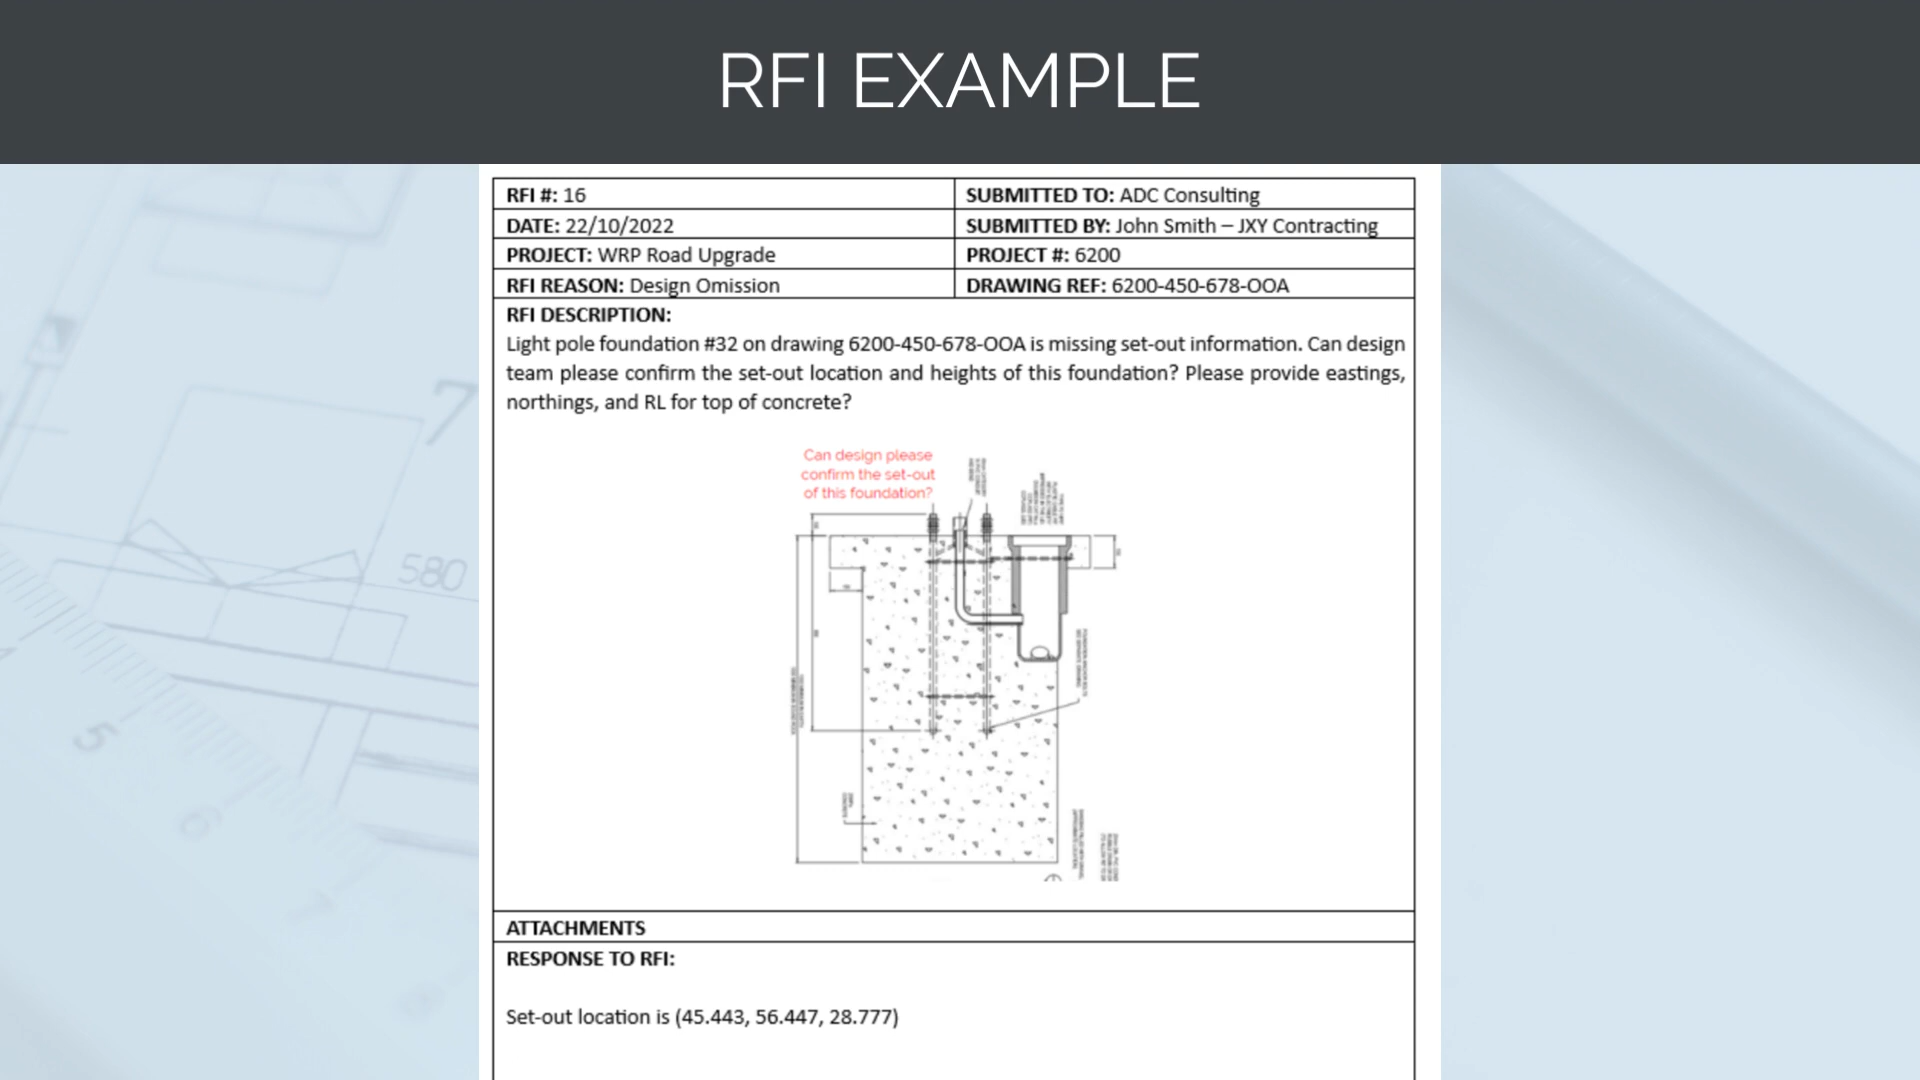 RFI EXAMPLE
RFI #: 16
SUBMITTED TO: ADC Consulting
DATE: 22/10/2022
SUBMITTED BY: John Smith – JXY Contracting
PROJECT: WRP Road Upgrade
PROJECT #: 6200
RFI REASON: Design Omission
DRAWING REF: 6200-450-678-OOA
RFI DESCRIPTION:
Light pole foundation #32 on drawing 6200-450-678-OOA is missing set-out information. Can design
team please confirm the set-out location and heights of this foundation? Please provide eastings,
northings, and RL for top of concrete?
Can design please
confirm the set-out
of this foundation?
ATTACHMENTS
RESPONSE TO RFI:
Set-out location is (45.443, 56.447, 28.777)
7
580
5
6
7